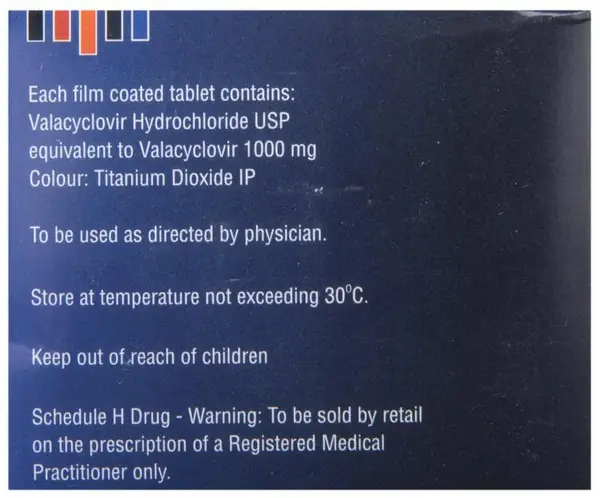 Each film coated tablet contains:
Valacyclovir Hydrochloride USP
equivalent to Valacyclovir 1000 mg
Colour: Titanium Dioxide IP
To be used as directed by physician.
Store at temperature not exceeding 30°C.
Keep out of reach of children
Schedule H Drug - Warning: To be sold by retail
on the prescription of a Registered Medical
Practitioner only.